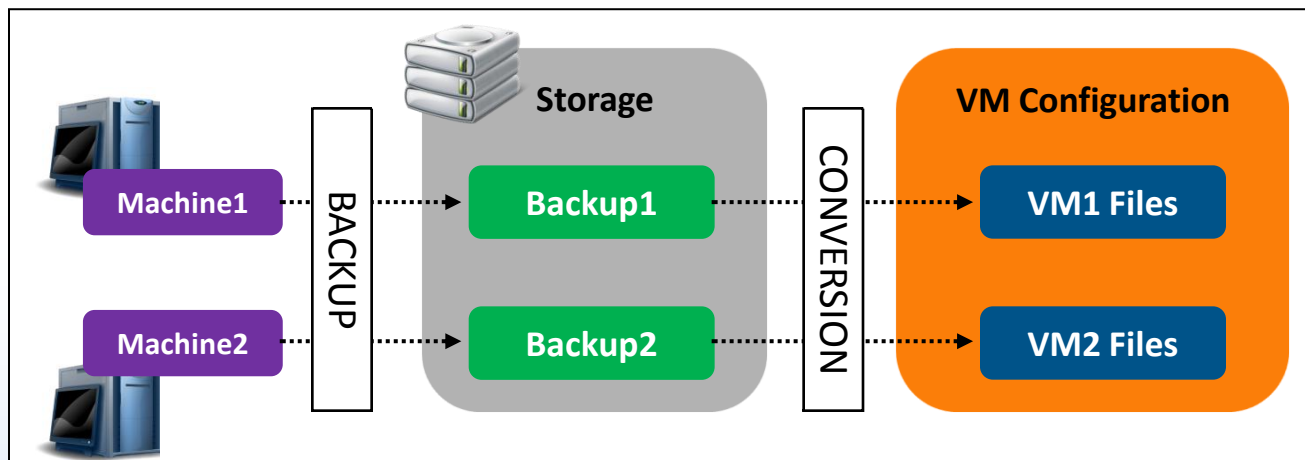 Storage
VM Configuration
Machine1
BACKUP
Backup1
CONVERSION
VM1 Files
Machine2
Backup2
VM2 Files